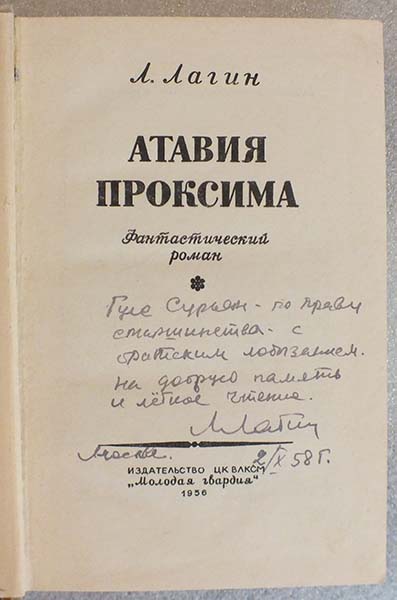 Л. Лагин
АТАВИЯ
ПРОКСИМА
Фантастический
роман
Гусе Сурьян - по праву
старшинства - с
братским лобызанием.
На добрую память
и лёгкое чтение.
Л Лагин
Москва. 2/X 58 г.
ИЗДАТЕЛЬСТВО ЦК ВЛКСМ
„Молодая гвардия"
1956